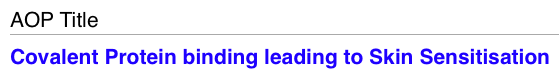 AOP Title
Covalent Protein binding leading to Skin Sensitisation